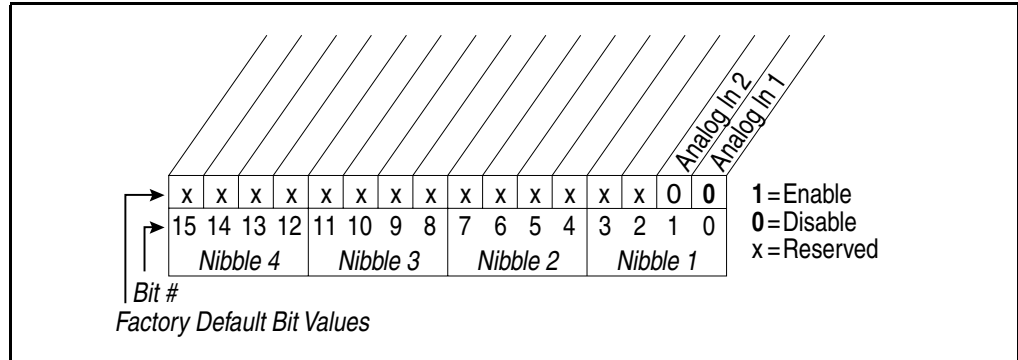 Analog In 2
Analog In 1
x x x x x x x x x x x x x x 0 0
1=Enable
15 14 13 12 11 10 9 8 7 6 5 4 3 2 1 0
0=Disable
Nibble 4 Nibble 3 Nibble 2 Nibble 1
x=Reserved
Bit #
Factory Default Bit Values